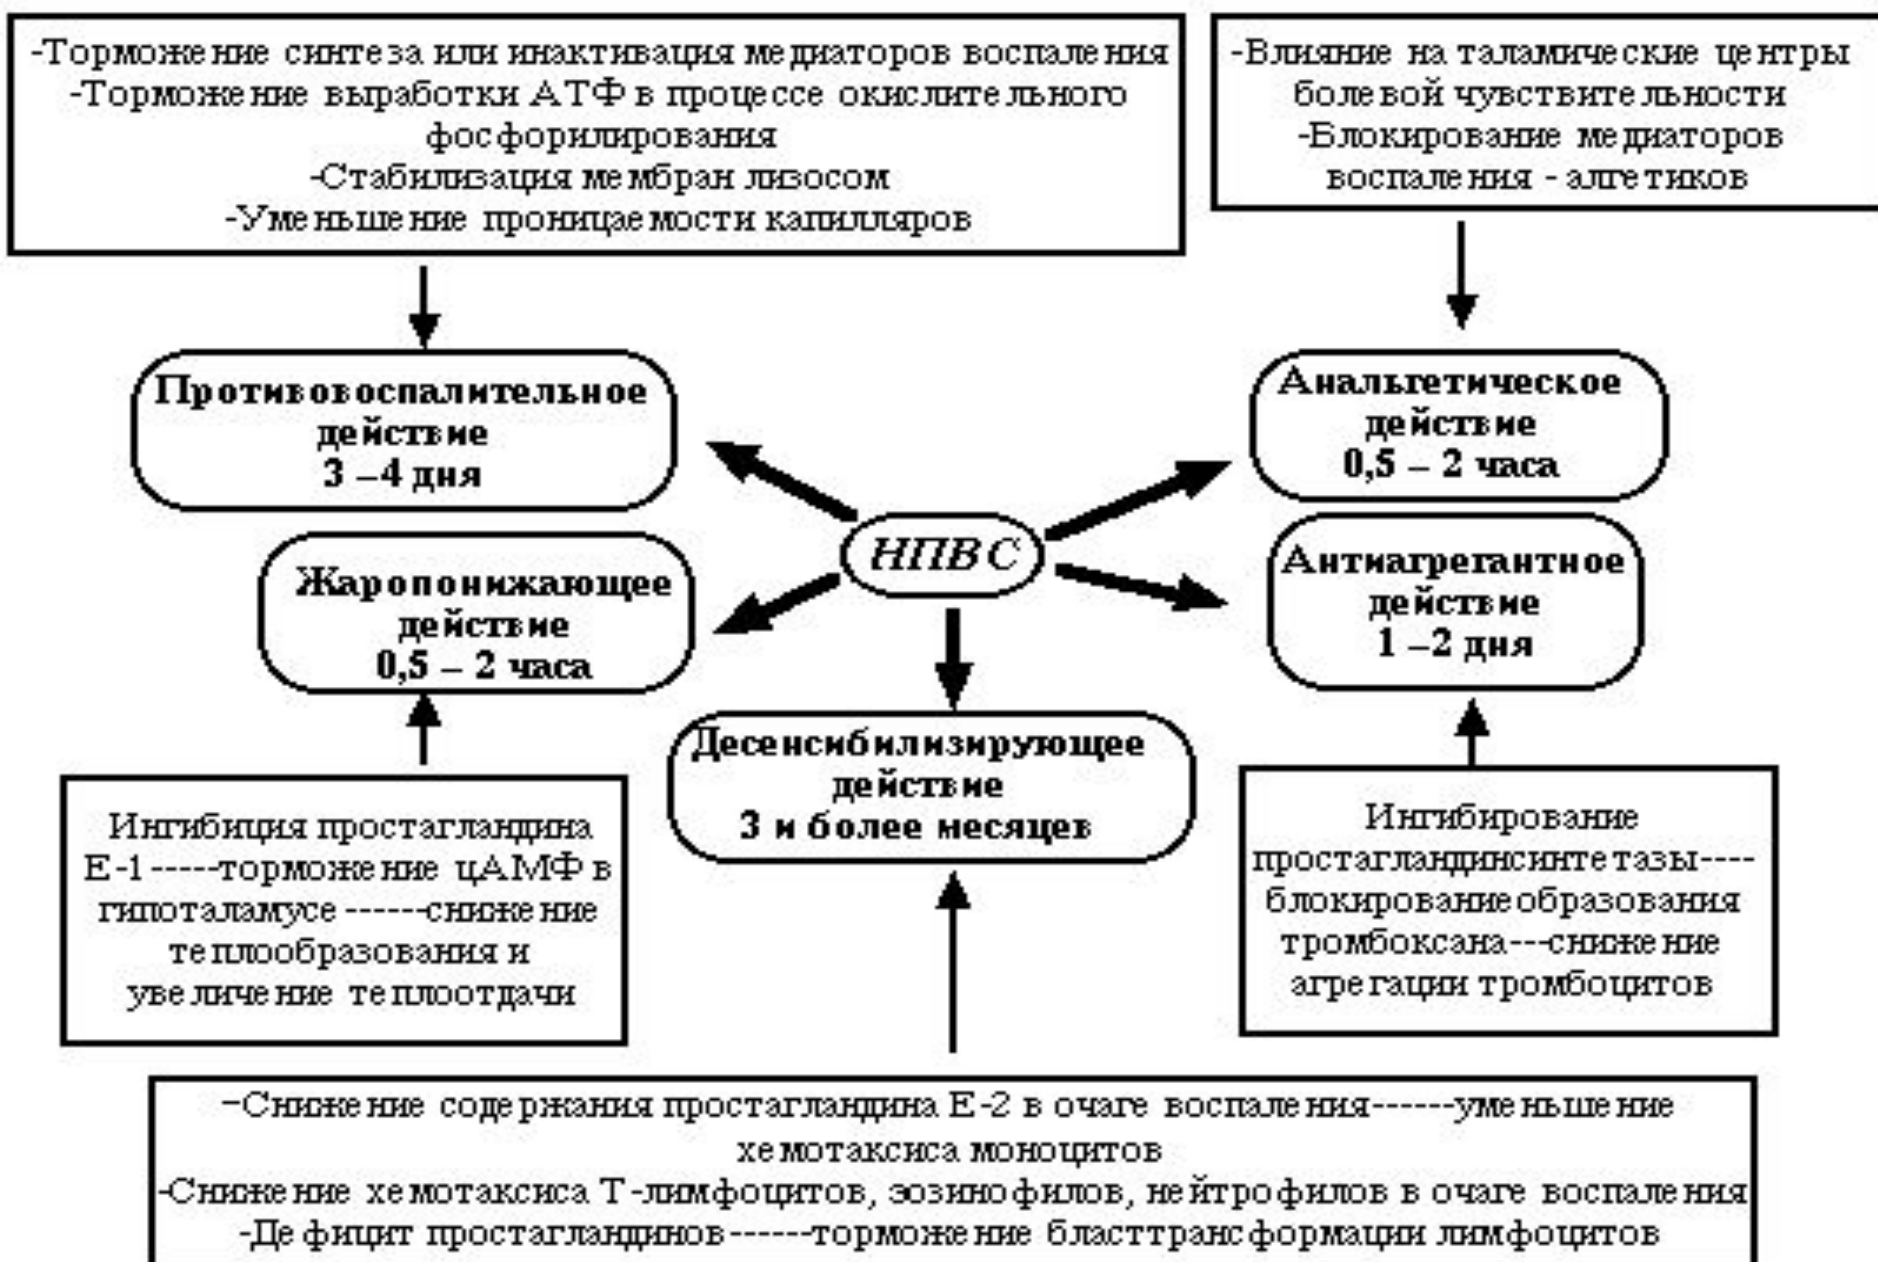 -Торможение синтеза или инактивация медиаторов воспаления
-Торможение выработки АТФ в процессе окислительного
фосфорилирования
-Стабилизация мембран лизосом
-Уменьшение проницаемости капилляров
-Влияние на таламические центры
болевой чувствительности
-Блокирование медиаторов
воспаления - алгетиков
Противовоспалительное
действие
3 –4 дня
Анальгетическое
действие
0,5 – 2 часа
НПВС
Жаропонижающее
действие
0,5 – 2 часа
Антиагрегантное
действие
1 –2 дня
Десенсибилизирующее
действие
3 и более месяцев
Ингибиция простагландина
Е-1-----торможение цАМФ в
гипоталамусе------снижение
теплообразования и
увеличение теплоотдачи
Ингибирование
простагландинсинтетазы----
блокирование образования
тромбоксана---снижение
агрегации тромбоцитов
-Снижение содержания простагландина Е-2 в очаге воспаления------уменьшение
хемотаксиса моноцитов
-Снижение хемотаксиса Т-лимфоцитов, эозинофилов, нейтрофилов в очаге воспаления
-Дефицит простагландинов------торможение бласттрансформации лимфоцитов